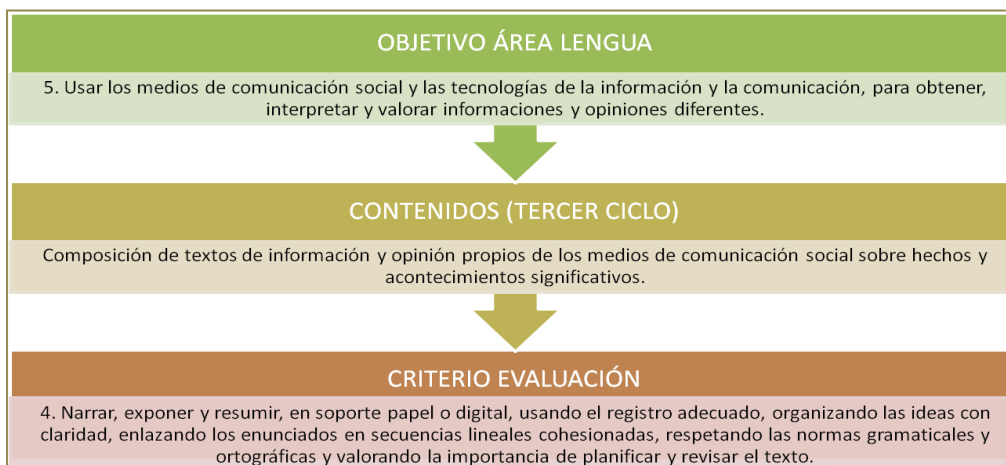 OBJETIVO ÁREA LENGUA
5. Usar los medios de comunicación social y las tecnologías de la información y la comunicación, para obtener,
interpretar y valorar informaciones y opiniones diferentes.
CONTENIDOS (TERCER CICLO)
Composición de textos de información y opinión propios de los medios de comunicación social sobre hechos y
acontecimientos significativos.
CRITERIO EVALUACIÓN
4. Narrar, exponer y resumir, en soporte papel o digital, usando el registro adecuado, organizando las ideas con
claridad, enlazando los enunciados en secuencias lineales cohesionadas, respetando las normas gramaticales y
ortográficas y valorando la importancia de planificar y revisar el texto.